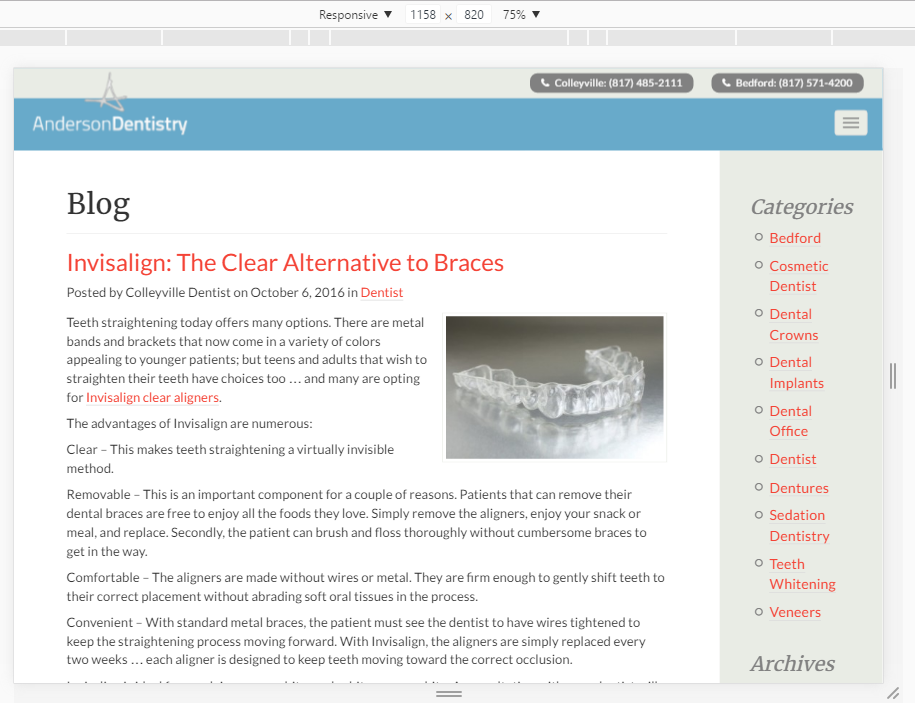 Responsive ▼ 1158 × 820 75% ▼
Colleyville: (817) 485-2111
Bedford: (817) 571-4200
AndersonDentistry
Blog
Invisalign: The Clear Alternative to Braces
Posted by Colleyville Dentist on October 6, 2016 in Dentist
Teeth straightening today offers many options. There are metal
bands and brackets that now come in a variety of colors
appealing to younger patients; but teens and adults that wish to
straighten their teeth have choices too … and many are opting
for Invisalign clear aligners.
The advantages of Invisalign are numerous:
Clear – This makes teeth straightening a virtually invisible
method.
Removable – This is an important component for a couple of reasons. Patients that can remove their
dental braces are free to enjoy all the foods they love. Simply remove the aligners, enjoy your snack or
meal, and replace. Secondly, the patient can brush and floss thoroughly without cumbersome braces to
get in the way.
Comfortable – The aligners are made without wires or metal. They are firm enough to gently shift teeth to
their correct placement without abrading soft oral tissues in the process.
Convenient – With standard metal braces, the patient must see the dentist to have wires tightened to
keep the straightening process moving forward. With Invisalign, the aligners are simply replaced every
two weeks … each aligner is designed to keep teeth moving toward the correct occlusion.
Categories
Bedford
Cosmetic
Dentist
Dental
Crowns
Dental
Implants
Dental
Office
Dentist
Dentures
Sedation
Dentistry
Teeth
Whitening
Veneers
Archives